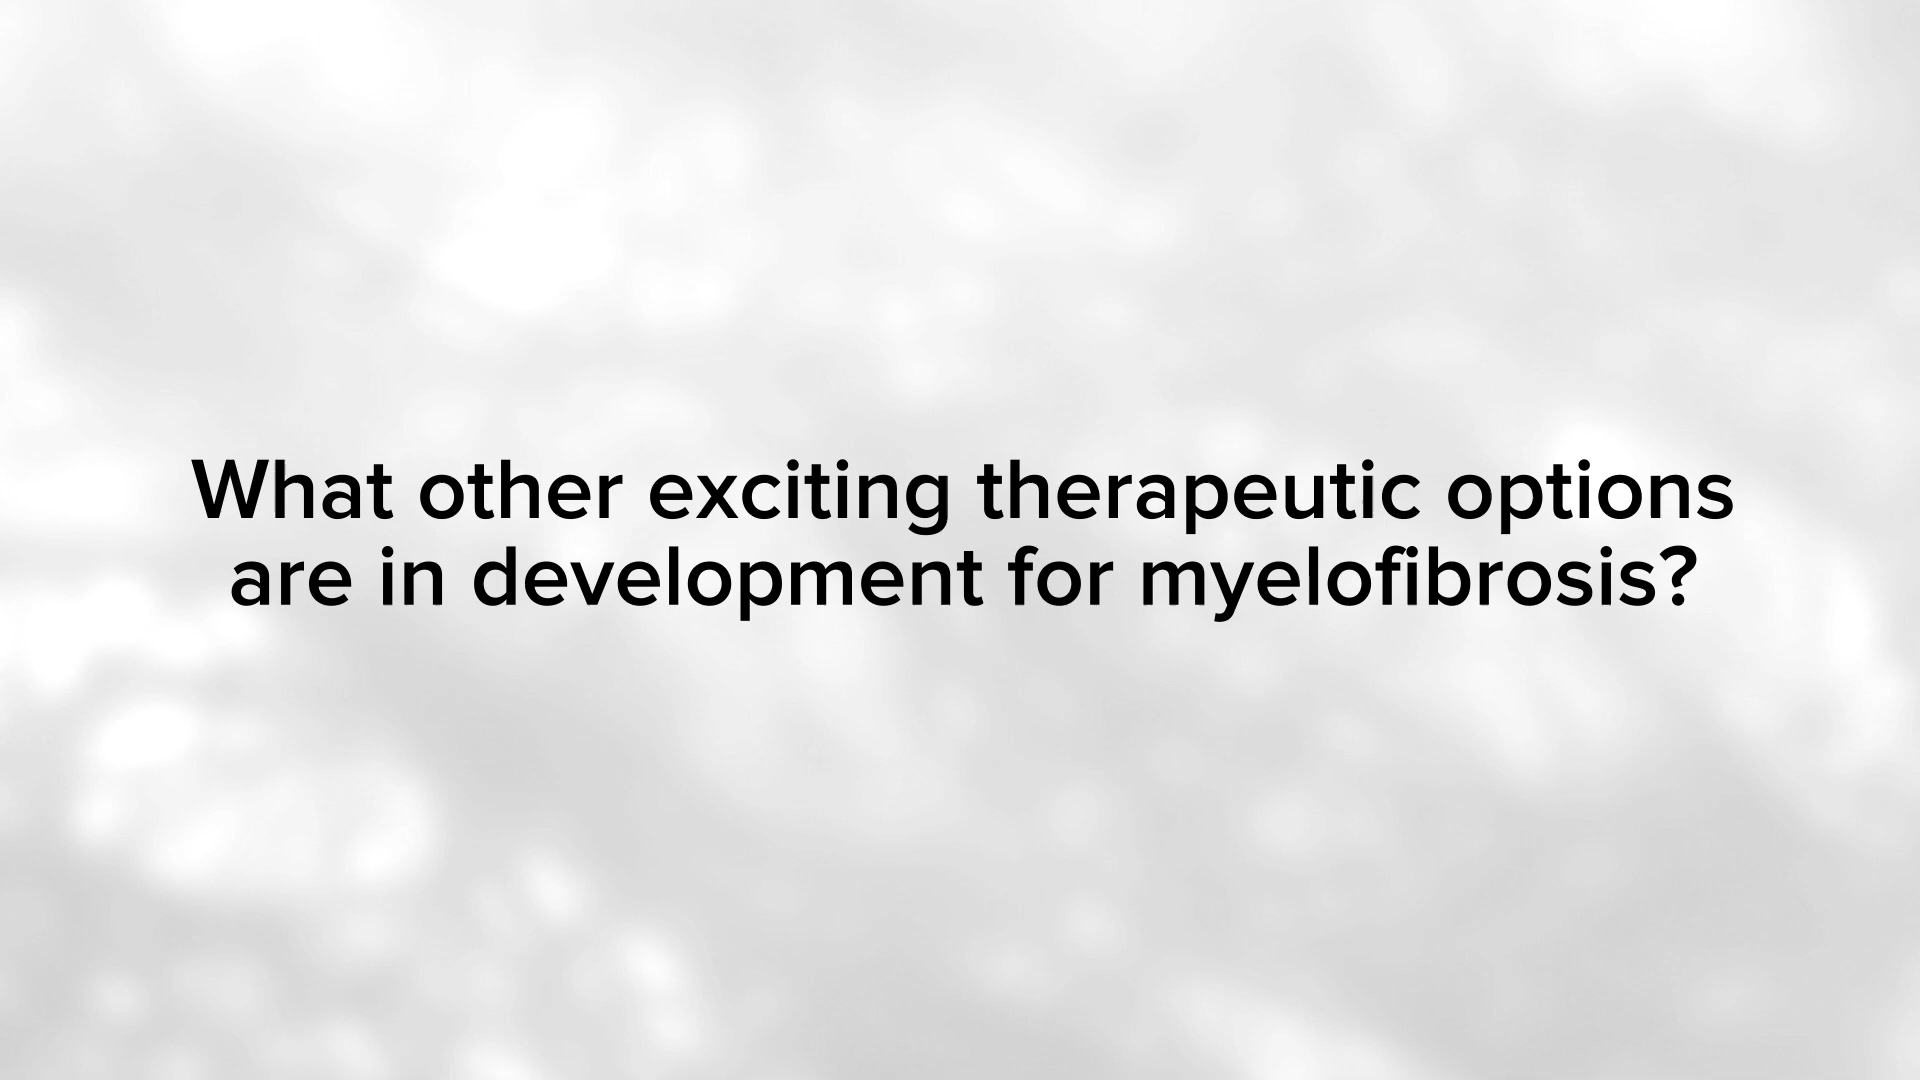 What other exciting therapeutic options
are in development for myelofibrosis?